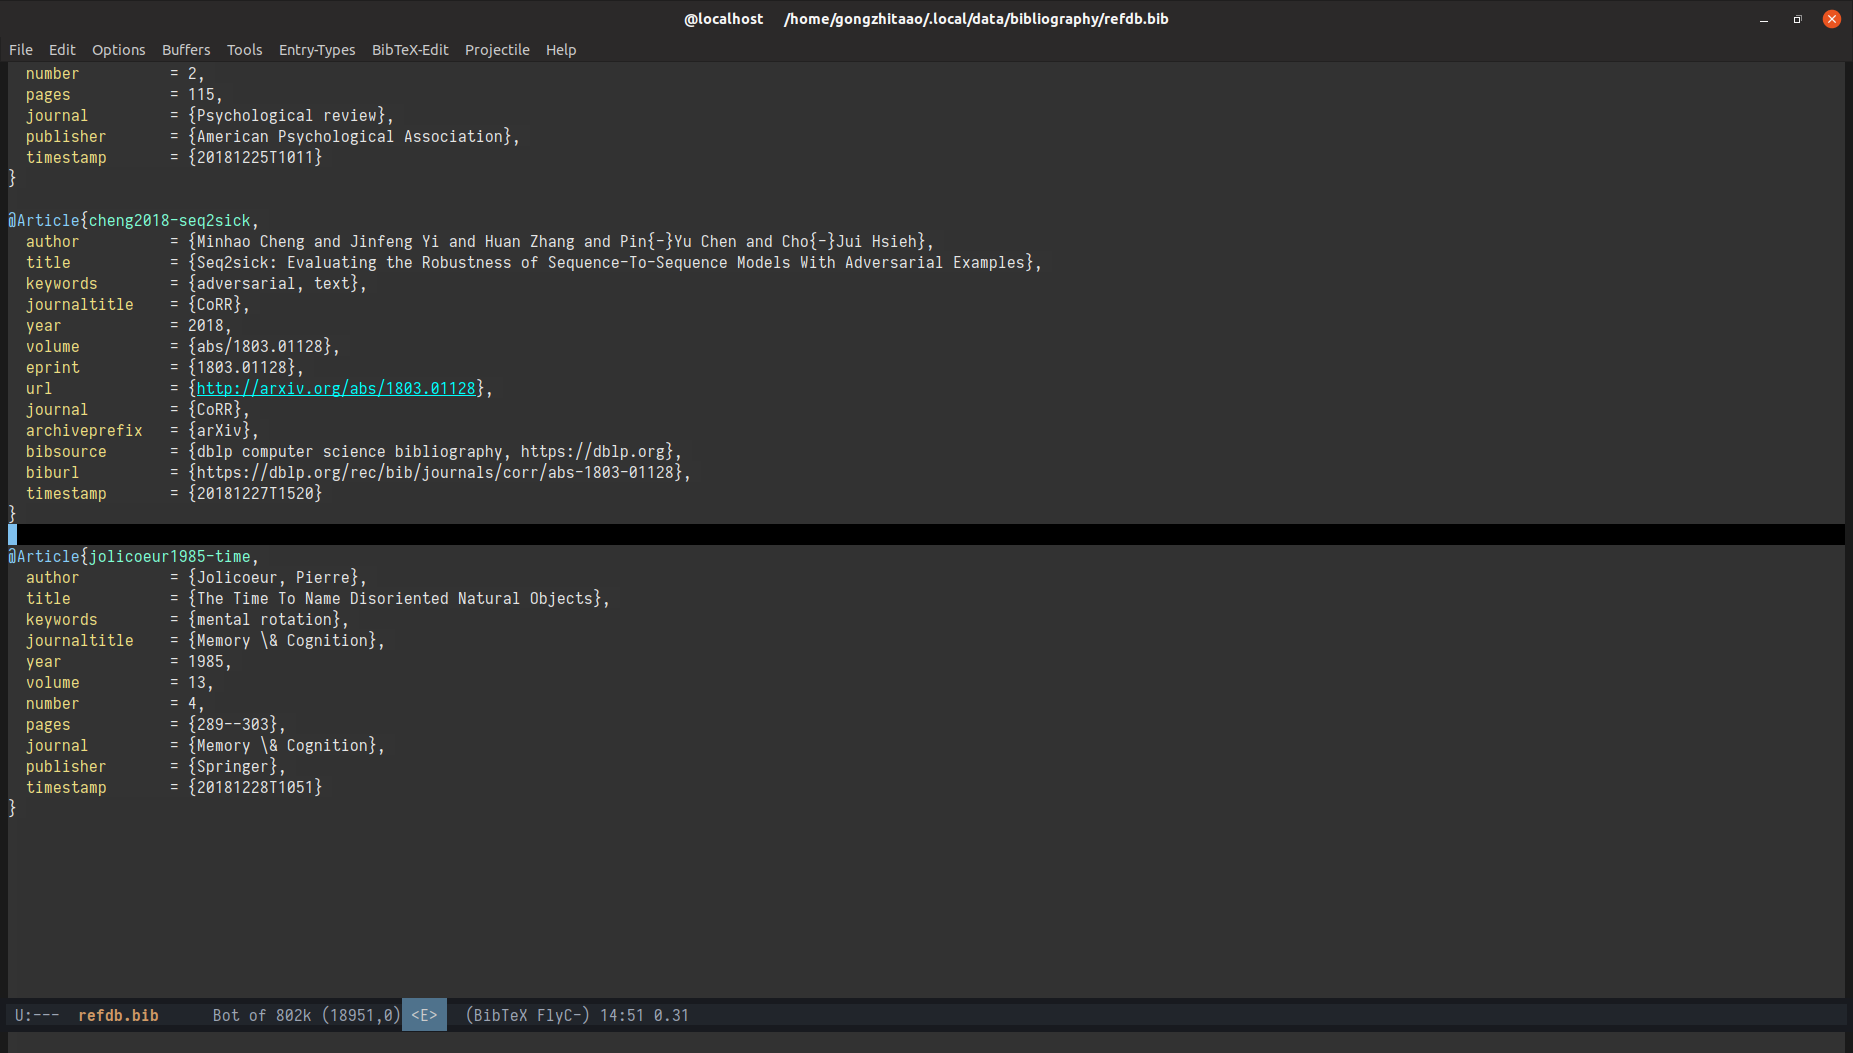 @localhost /home/gongzhitaao/.local/data/bibliography/refdb.bib
File Edit Options Buffers Tools Entry-Types BibTeX-Edit Projectile Help
number = 2,
pages = 115,
journal = {Psychological review},
publisher = {American Psychological Association},
timestamp = {20181225T1011}
}
@Article{cheng2018-seq2sick,
author = {Minhao Cheng and Jinfeng Yi and Huan Zhang and Pin{-}Yu Chen and Cho{-}Jui Hsieh},
title = {Seq2sick: Evaluating the Robustness of Sequence-To-Sequence Models With Adversarial Examples},
keywords = {adversarial, text},
journaltitle = {CoRR},
year = 2018,
volume = {abs/1803.01128},
eprint = {1803.01128},
url = {http://arxiv.org/abs/1803.01128},
journal = {CoRR},
archiveprefix = {arXiv},
bibsource = {dblp computer science bibliography, https://dblp.org},
biburl = {https://dblp.org/rec/bib/journals/corr/abs-1803-01128},
timestamp = {20181227T1520}
}
@Article{jolicoeur1985-time,
author = {Jolicoeur, Pierre},
title = {The Time To Name Disoriented Natural Objects},
keywords = {mental rotation},
journaltitle = {Memory \& Cognition},
year = 1985,
volume = 13,
number = 4,
pages = {289--303},
journal = {Memory \& Cognition},
publisher = {Springer},
timestamp = {20181228T1051}
}
U:--- refdb.bib Bot of 802k (18951,0) <E> (BibTeX FlyC-) 14:51 0.31